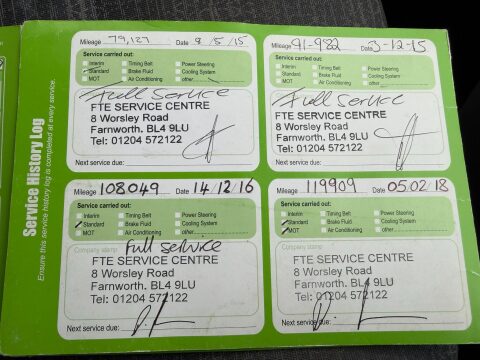 Service History Log
Ensure this service history log is completed at every service.
Mileage 79,127 Date 8/5/15
Service carried out:
Interim Timing Belt Power Steering
Standard Brake Fluid Cooling System
MOT Air Conditioning other
Full Service
FTE SERVICE CENTRE
8 Worsley Road
Farnworth. BL4 9LU
Tel: 01204 572122
Next service due:
Mileage 91-982 Date 3-12-15
Service carried out:
Interim Timing Belt Power Steering
Standard Brake Fluid Cooling System
MOT Air Conditioning other
Full Service
FTE SERVICE CENTRE
8 Worsley Road
Farnworth. BL4 9LU
Tel: 01204 572122
Next service due:
Mileage 108049 Date 14/12/16
Service carried out:
Interim Timing Belt Power Steering
Standard Brake Fluid Cooling System
MOT Air Conditioning other
Company stamp Full Service
FTE SERVICE CENTRE
8 Worsley Road
Farnworth. BL4 9LU
Tel: 01204 572122
Next service due:
Mileage 119909 Date 05.02.18
Service carried out:
Interim Timing Belt Power Steering
Standard Brake Fluid Cooling System
MOT Air Conditioning other
Company stamp
FTE SERVICE CENTRE
8 Worsley Road
Farnworth. BL4 9LU
Tel: 01204 572122
Next service due: